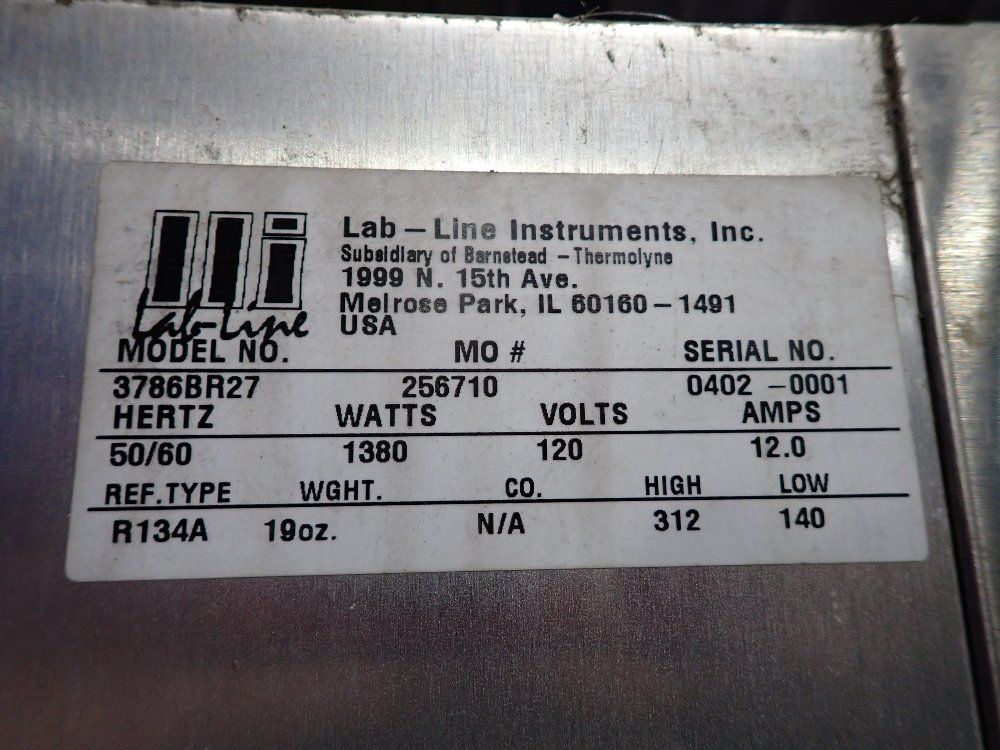 Lab – Line Instruments, Inc.
Subsidiary of Barnstead – Thermolyne
1999 N. 15th Ave.
Melrose Park, IL 60160 – 1491
USA
Lab-Line
MODEL NO. MO # SERIAL NO.
3786BR27 256710 0402 –0001
HERTZ WATTS VOLTS AMPS
50/60 1380 120 12.0
REF.TYPE WGHT. CO. HIGH LOW
R134A 19oz. N/A 312 140